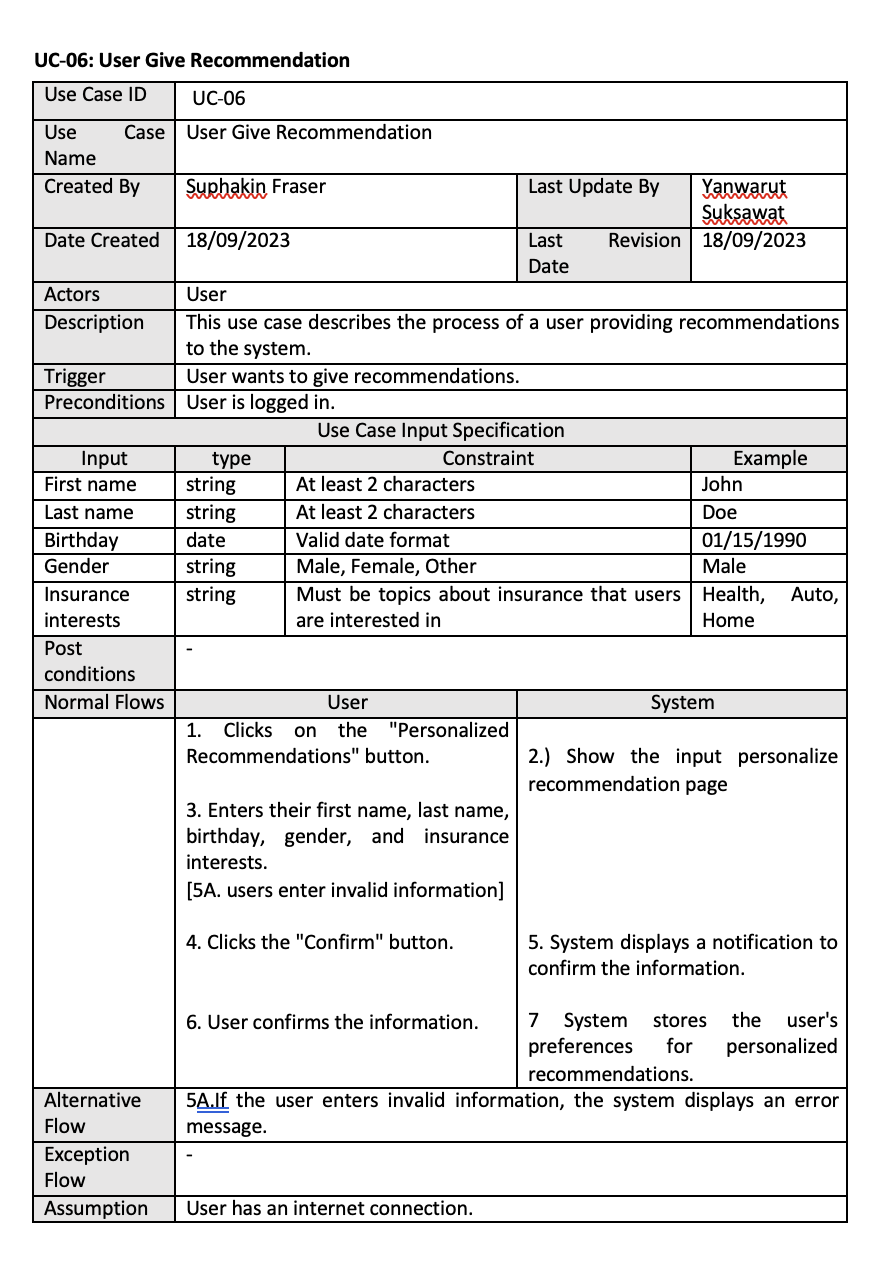 UC-06: User Give Recommendation
Use Case ID
UC-06
Use Case
Name
User Give Recommendation
Created By
Suphakin Fraser
Last Update By
Yanwarut
Suksawat
Date Created
18/09/2023
Last Revision
Date
18/09/2023
Actors
User
Description
This use case describes the process of a user providing recommendations
to the system.
Trigger
User wants to give recommendations.
Preconditions
User is logged in.
Use Case Input Specification
Input
type
Constraint
Example
First name
string
At least 2 characters
John
Last name
string
At least 2 characters
Doe
Birthday
date
Valid date format
01/15/1990
Gender
string
Male, Female, Other
Male
Insurance
interests
string
Must be topics about insurance that users
are interested in
Health, Auto,
Home
Post
conditions
-
Normal Flows
User
System
1. Clicks on the "Personalized
Recommendations" button.
2.) Show the input personalize
recommendation page
3. Enters their first name, last name,
birthday, gender, and insurance
interests.
[5A. users enter invalid information]
4. Clicks the "Confirm" button.
5. System displays a notification to
confirm the information.
6. User confirms the information.
7 System stores the user's
preferences for personalized
recommendations.
Alternative
Flow
5A.If the user enters invalid information, the system displays an error
message.
Exception
Flow
-
Assumption
User has an internet connection.